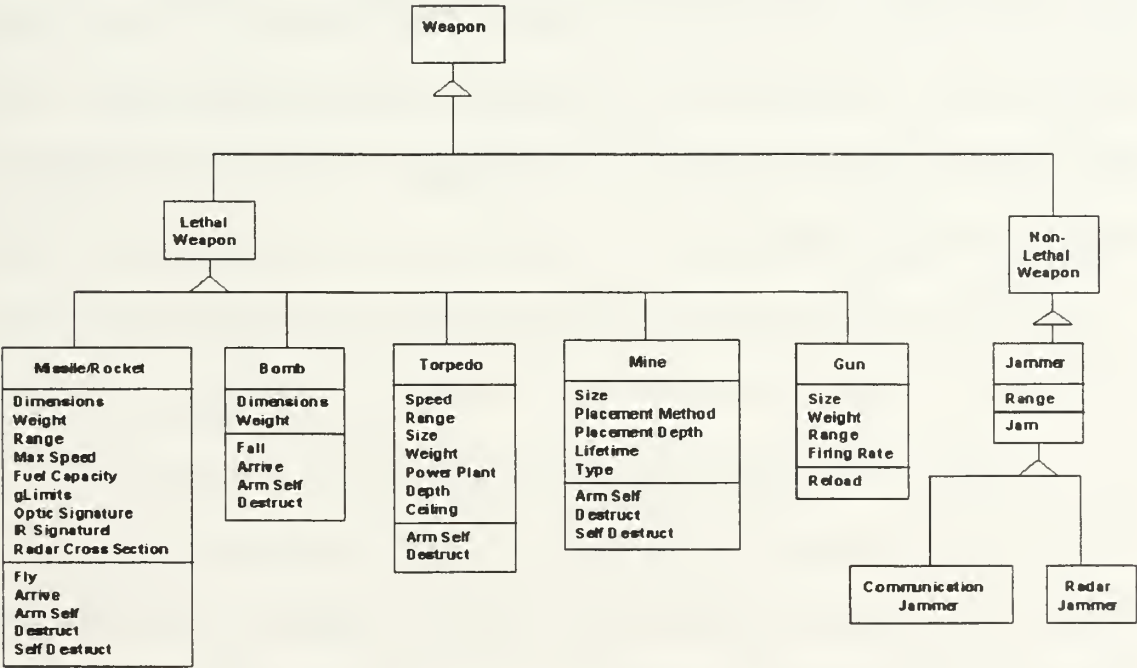 Weapon
Lethal
Weapon
Non-
Lethal
Weapon
Missile/Rocket
Dimensions
Weight
Range
Max Speed
Fuel Capacity
gLimits
Optic Signature
IR Signaturel
Radar Cross Section
Fly
Arrive
Arm Self
Destruct
Self Destruct
Bomb
Dimensions
Weight
Fall
Arrive
Arm Self
Destruct
Torpedo
Speed
Range
Size
Weight
Power Plant
Depth
Ceiling
Arm Self
Destruct
Mine
Size
Placement Method
Placement Depth
Lifetime
Type
Arm Self
Destruct
Self Destruct
Gun
Size
Weight
Range
Firing Rate
Reload
Jammer
Range
Jam
Communication
Jammer
Radar
Jammer